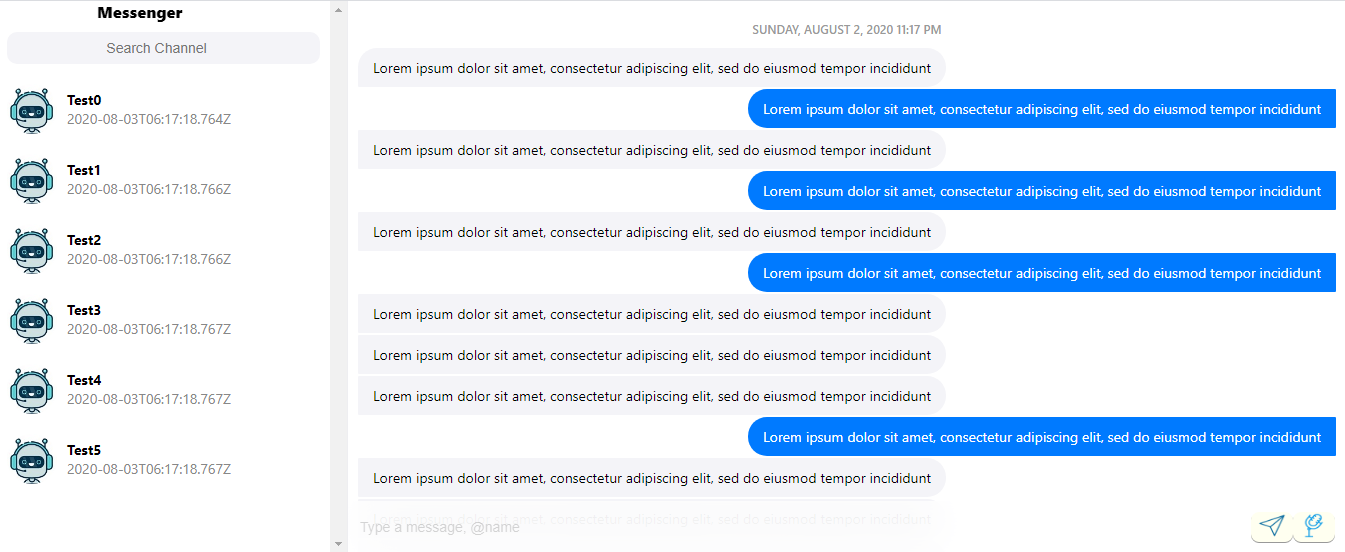 Messenger
Search Channel
Test0
2020-08-03T06:17:18.764Z
Test1
2020-08-03T06:17:18.766Z
Test2
2020-08-03T06:17:18.766Z
Test3
2020-08-03T06:17:18.767Z
Test4
2020-08-03T06:17:18.767Z
Test5
2020-08-03T06:17:18.767Z
SUNDAY, AUGUST 2, 2020 11:17 PM
Lorem ipsum dolor sit amet, consectetur adipiscing elit, sed do eiusmod tempor incididunt
Lorem ipsum dolor sit amet, consectetur adipiscing elit, sed do eiusmod tempor incididunt
Lorem ipsum dolor sit amet, consectetur adipiscing elit, sed do eiusmod tempor incididunt
Lorem ipsum dolor sit amet, consectetur adipiscing elit, sed do eiusmod tempor incididunt
Lorem ipsum dolor sit amet, consectetur adipiscing elit, sed do eiusmod tempor incididunt
Lorem ipsum dolor sit amet, consectetur adipiscing elit, sed do eiusmod tempor incididunt
Lorem ipsum dolor sit amet, consectetur adipiscing elit, sed do eiusmod tempor incididunt
Lorem ipsum dolor sit amet, consectetur adipiscing elit, sed do eiusmod tempor incididunt
Lorem ipsum dolor sit amet, consectetur adipiscing elit, sed do eiusmod tempor incididunt
Lorem ipsum dolor sit amet, consectetur adipiscing elit, sed do eiusmod tempor incididunt
Lorem ipsum dolor sit amet, consectetur adipiscing elit, sed do eiusmod tempor incididunt
Lorem ipsum dolor sit amet, consectetur adipiscing elit, sed do eiusmod tempor incididunt
Type a message, @name